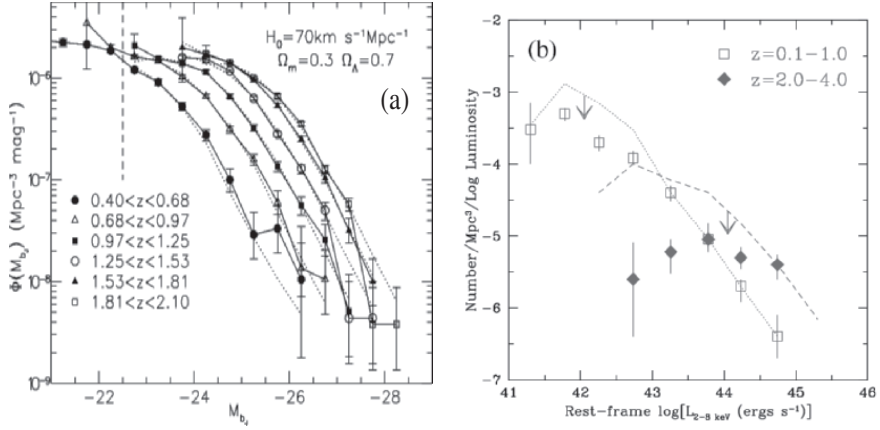 H₀=70km s⁻¹Mpc⁻¹
Ω_m=0.3 Ω_Λ=0.7
(a)
0.40<z<0.68
0.68<z<0.97
0.97<z<1.25
1.25<z<1.53
1.53<z<1.81
1.81<z<2.10
Φ(M_bJ) (Mpc⁻³ mag⁻¹)
10⁻⁶
10⁻⁷
10⁻⁸
10⁻⁹
−22 −24 −26 −28
M_bJ
(b)
z=0.1−1.0
z=2.0−4.0
Number/Mpc³/Log Luminosity
−2
−3
−4
−5
−6
−7
41 42 43 44 45 46
Rest−frame log[L₂₋₈ keV (ergs s⁻¹)]